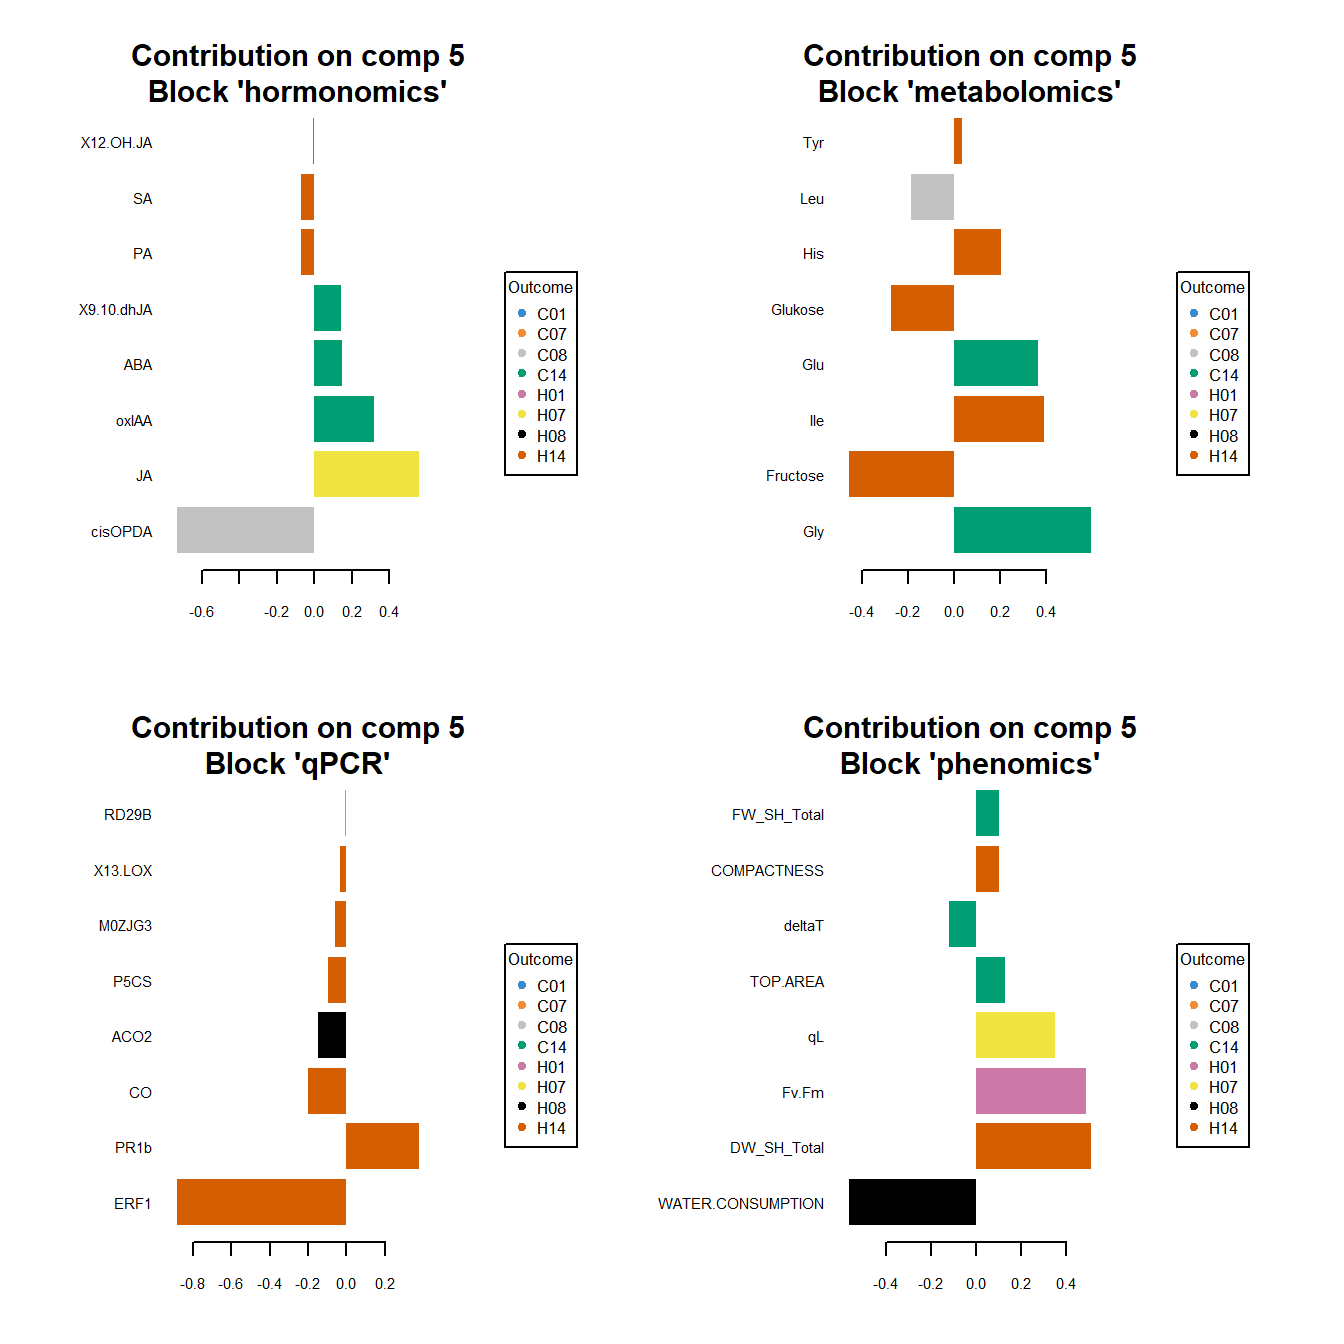 Contribution on comp 5
Block 'hormonomics'
X12.OH.JA
SA
PA
X9.10.dhJA
ABA
oxIAA
JA
cisOPDA
-0.6 -0.2 0.0 0.2 0.4
Outcome
C01
C07
C08
C14
H01
H07
H08
H14
Contribution on comp 5
Block 'metabolomics'
Tyr
Leu
His
Glukose
Glu
Ile
Fructose
Gly
-0.4 -0.2 0.0 0.2 0.4
Outcome
C01
C07
C08
C14
H01
H07
H08
H14
Contribution on comp 5
Block 'qPCR'
RD29B
X13.LOX
M0ZJG3
P5CS
ACO2
CO
PR1b
ERF1
-0.8 -0.6 -0.4 -0.2 0.0 0.2
Outcome
C01
C07
C08
C14
H01
H07
H08
H14
Contribution on comp 5
Block 'phenomics'
FW_SH_Total
COMPACTNESS
deltaT
TOP.AREA
qL
Fv.Fm
DW_SH_Total
WATER.CONSUMPTION
-0.4 -0.2 0.0 0.2 0.4
Outcome
C01
C07
C08
C14
H01
H07
H08
H14